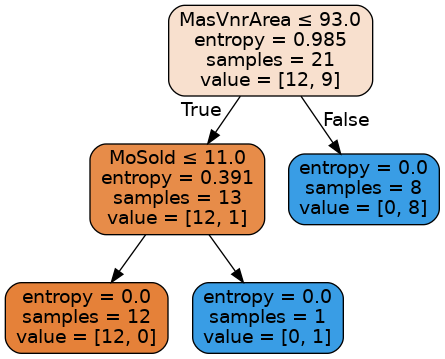 MasVnrArea ≤ 93.0
entropy = 0.985
samples = 21
value = [12, 9]
True
False
MoSold ≤ 11.0
entropy = 0.391
samples = 13
value = [12, 1]
entropy = 0.0
samples = 8
value = [0, 8]
entropy = 0.0
samples = 12
value = [12, 0]
entropy = 0.0
samples = 1
value = [0, 1]